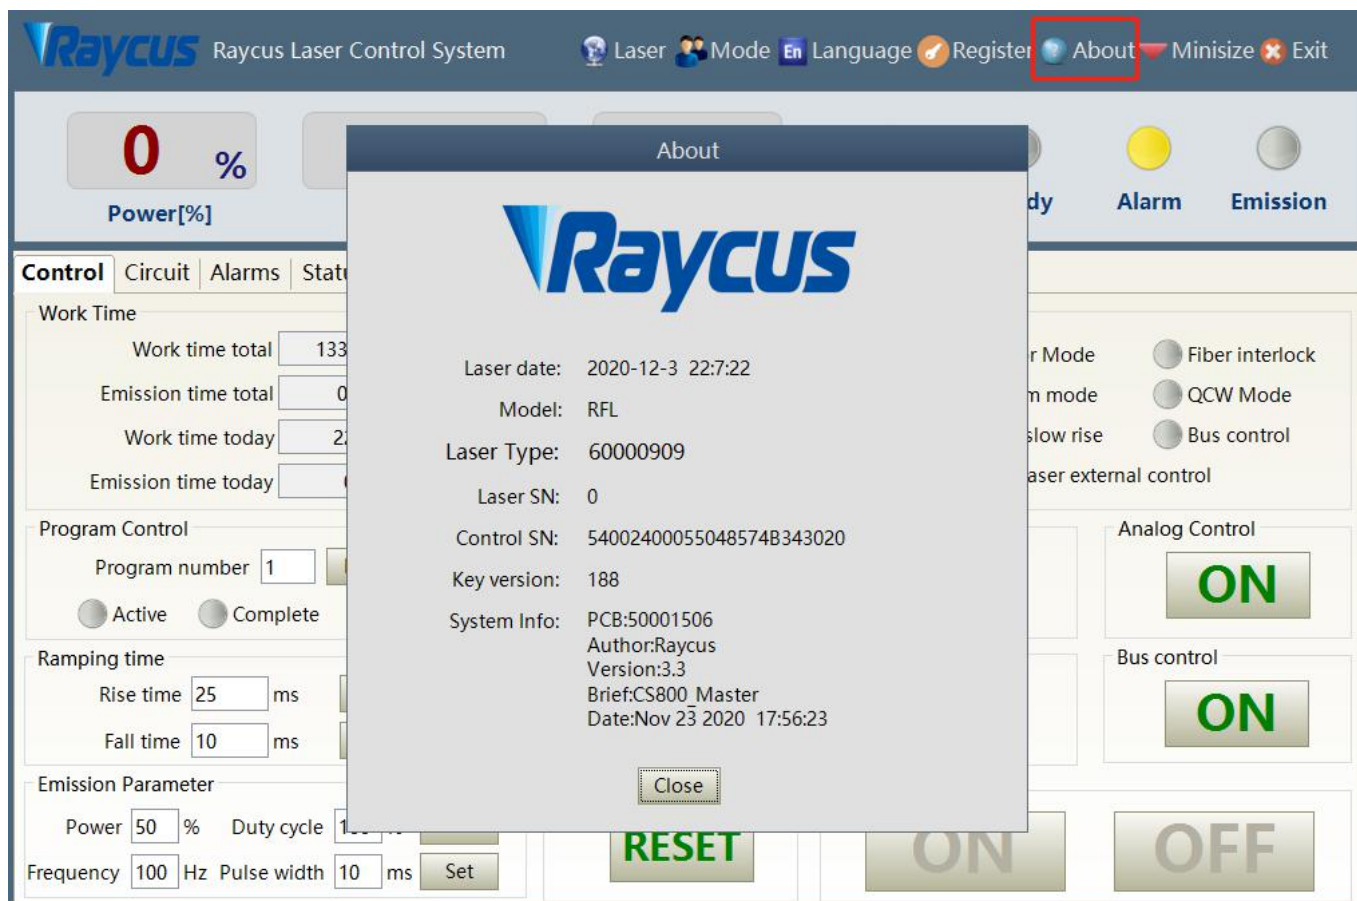 Raycus Raycus Laser Control System Laser Mode En Language Register About Minisize Exit
0 %
Power[%]
Alarm Emission
Control Circuit Alarms
Work Time
Work time total 133
Emission time total 0
Work time today
Emission time today
Program Control
Program number 1
Active Complete
Ramping time
Rise time 25 ms
Fall time 10 ms
Emission Parameter
Power 50 % Duty cycle
Frequency 100 Hz Pulse width 10 ms Set
About
Raycus
Laser date: 2020-12-3 22:7:22
Model: RFL
Laser Type: 60000909
Laser SN: 0
Control SN: 54002400055048574B343020
Key version: 188
System Info: PCB:50001506
Author:Raycus
Version:3.3
Brief:CS800_Master
Date:Nov 23 2020 17:56:23
Close
RESET
Mode Fiber interlock
mode QCW Mode
slow rise Bus control
aser external control
Analog Control
ON
Bus control
ON
ON OFF